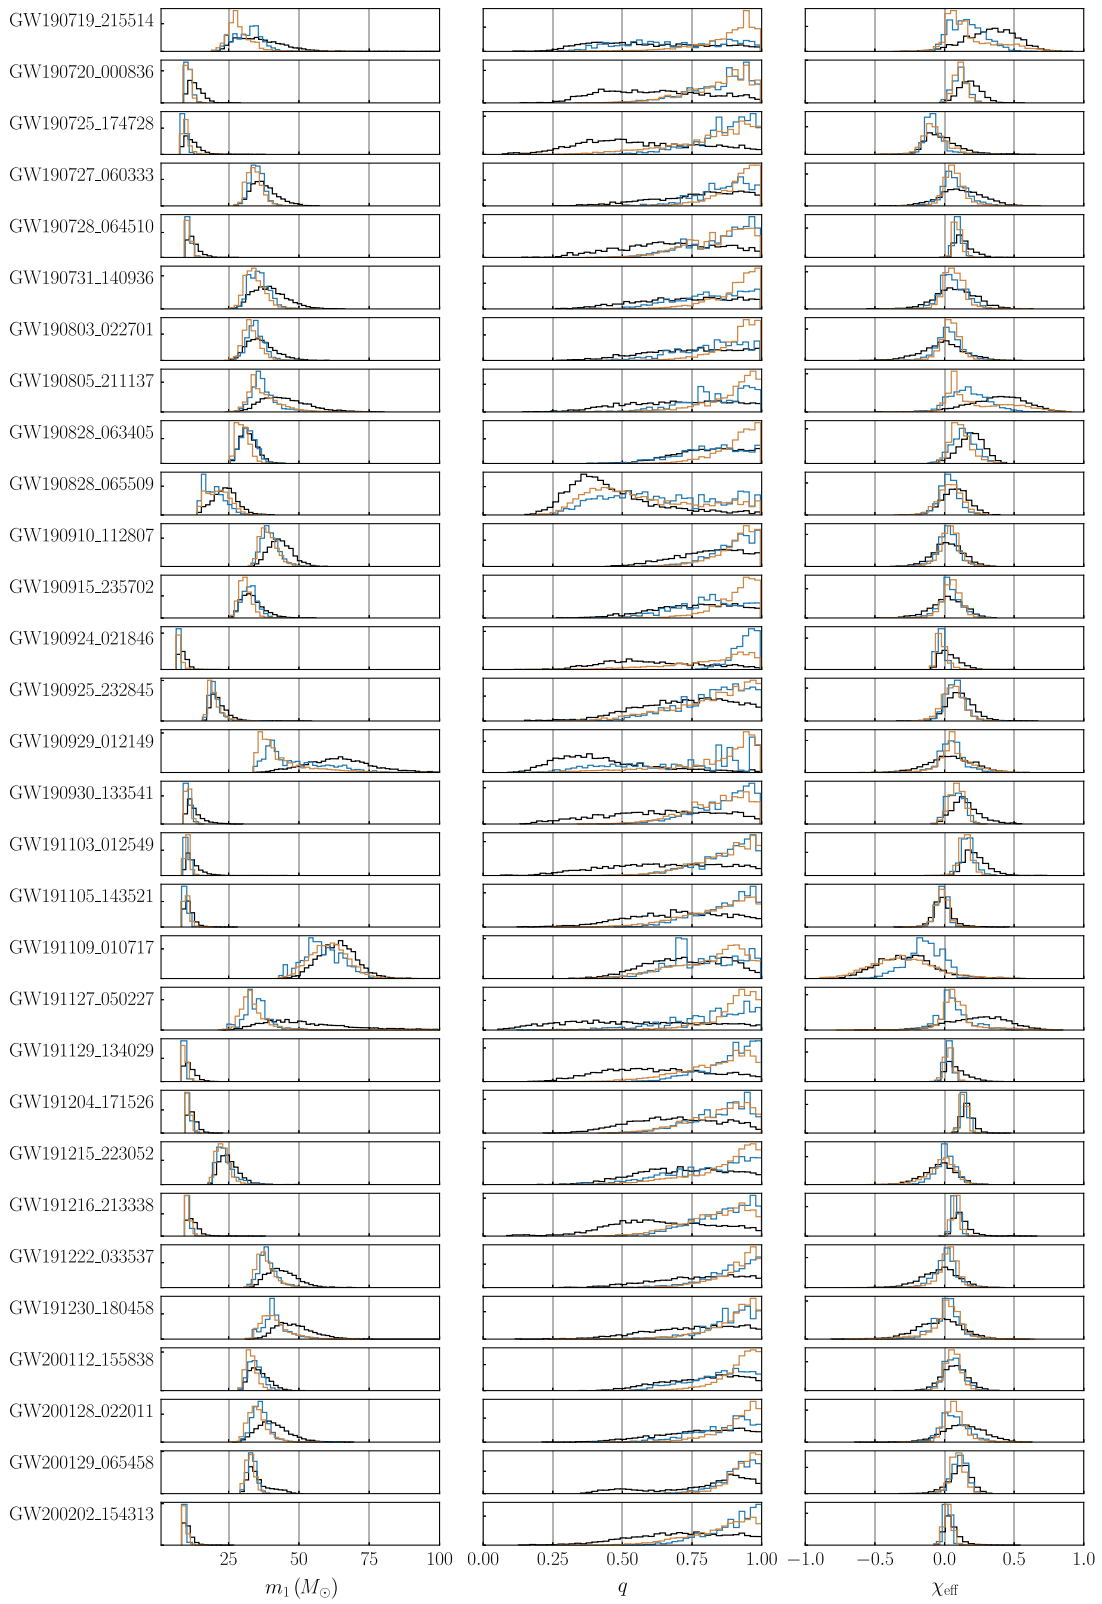 GW190719_215514
GW190720_000836
GW190725_174728
GW190727_060333
GW190728_064510
GW190731_140936
GW190803_022701
GW190805_211137
GW190828_063405
GW190828_065509
GW190910_112807
GW190915_235702
GW190924_021846
GW190925_232845
GW190929_012149
GW190930_133541
GW191103_012549
GW191105_143521
GW191109_010717
GW191127_050227
GW191129_134029
GW191204_171526
GW191215_223052
GW191216_213338
GW191222_033537
GW191230_180458
GW200112_155838
GW200128_022011
GW200129_065458
GW200202_154313
25 50 75 100 0.00 0.25 0.50 0.75 1.00 −1.0 −0.5 0.0 0.5 1.0
m₁ (M⊙) q χeff